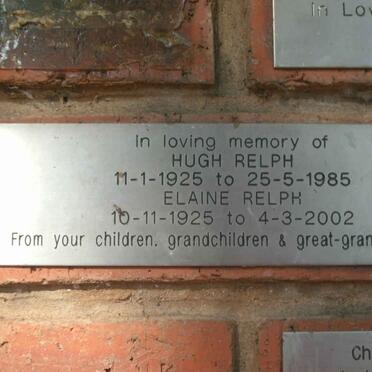 In Lov
In loving memory of
HUGH RELPH
11-1-1925 to 25-5-1985
ELAINE RELPH
10-11-1925 to 4-3-2002
From your children, grandchildren & great-gran
Ch